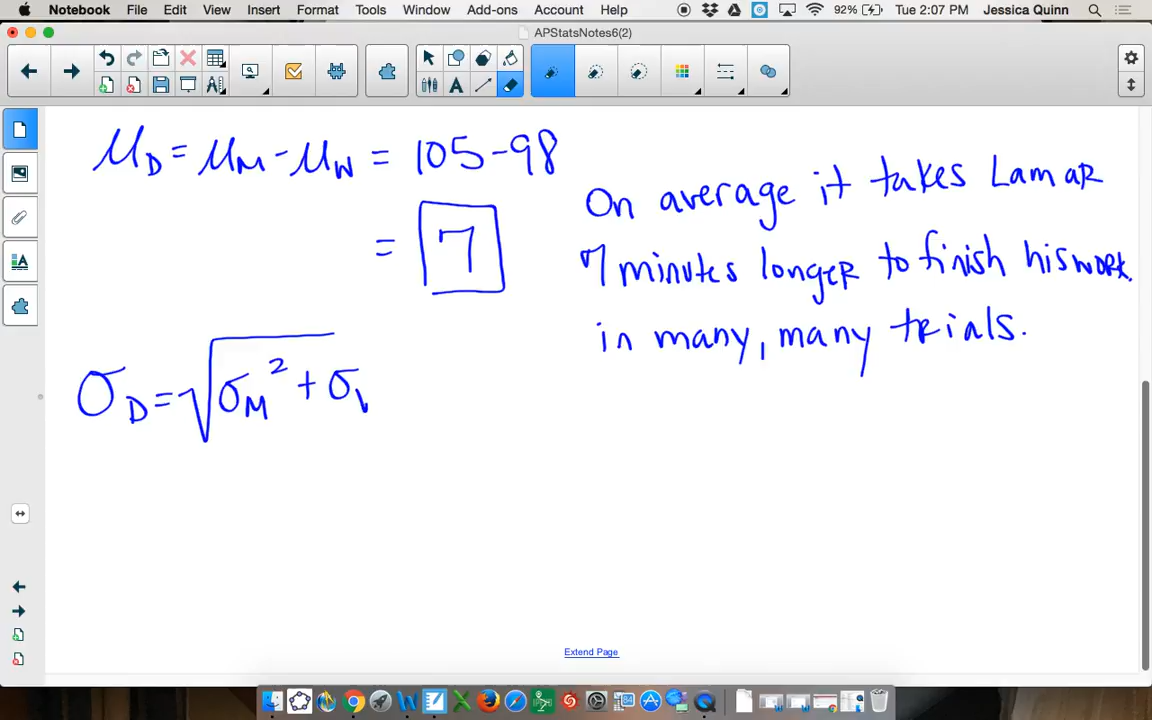 Notebook File Edit View Insert Format Tools Window Add-ons Account Help 92% Tue 2:07 PM Jessica Quinn
APStatsNotes6(2)
μD = μM - μW = 105-98
= 7
On average it takes Lamar
7 minutes longer to finish his work
in many, many trials.
σD = √σM² + σ
Extend Page